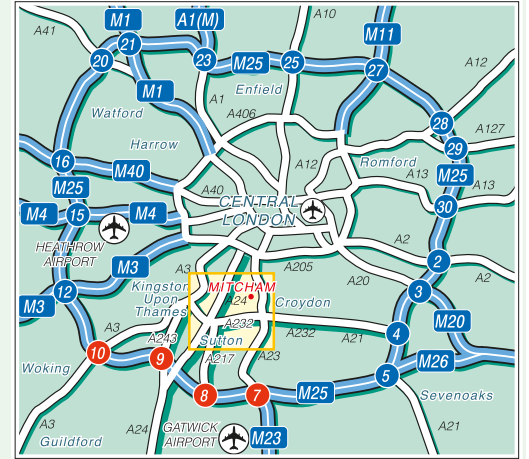 M1
A1(M)
A10
M11
A41
21
20
23
M25
25
27
A12
Enfield
M1
A1
A406
Watford
28
A127
Harrow
29
16
M40
A12
Romford
A13
M25
A13
M25
A40
30
CENTRAL
LONDON
M4
15
M4
HEATHROW
AIRPORT
A2
2
A2
M3
A3
A205
A20
Kingston
Upon
Thames
MITCHAM
A24
Croydon
12
M3
3
M20
A232
A232
A21
4
A3
A243
Sutton
10
9
A217
A23
M26
Woking
5
8
7
M25
Sevenoaks
A3
A24
GATWICK
AIRPORT
M23
A21
Guildford